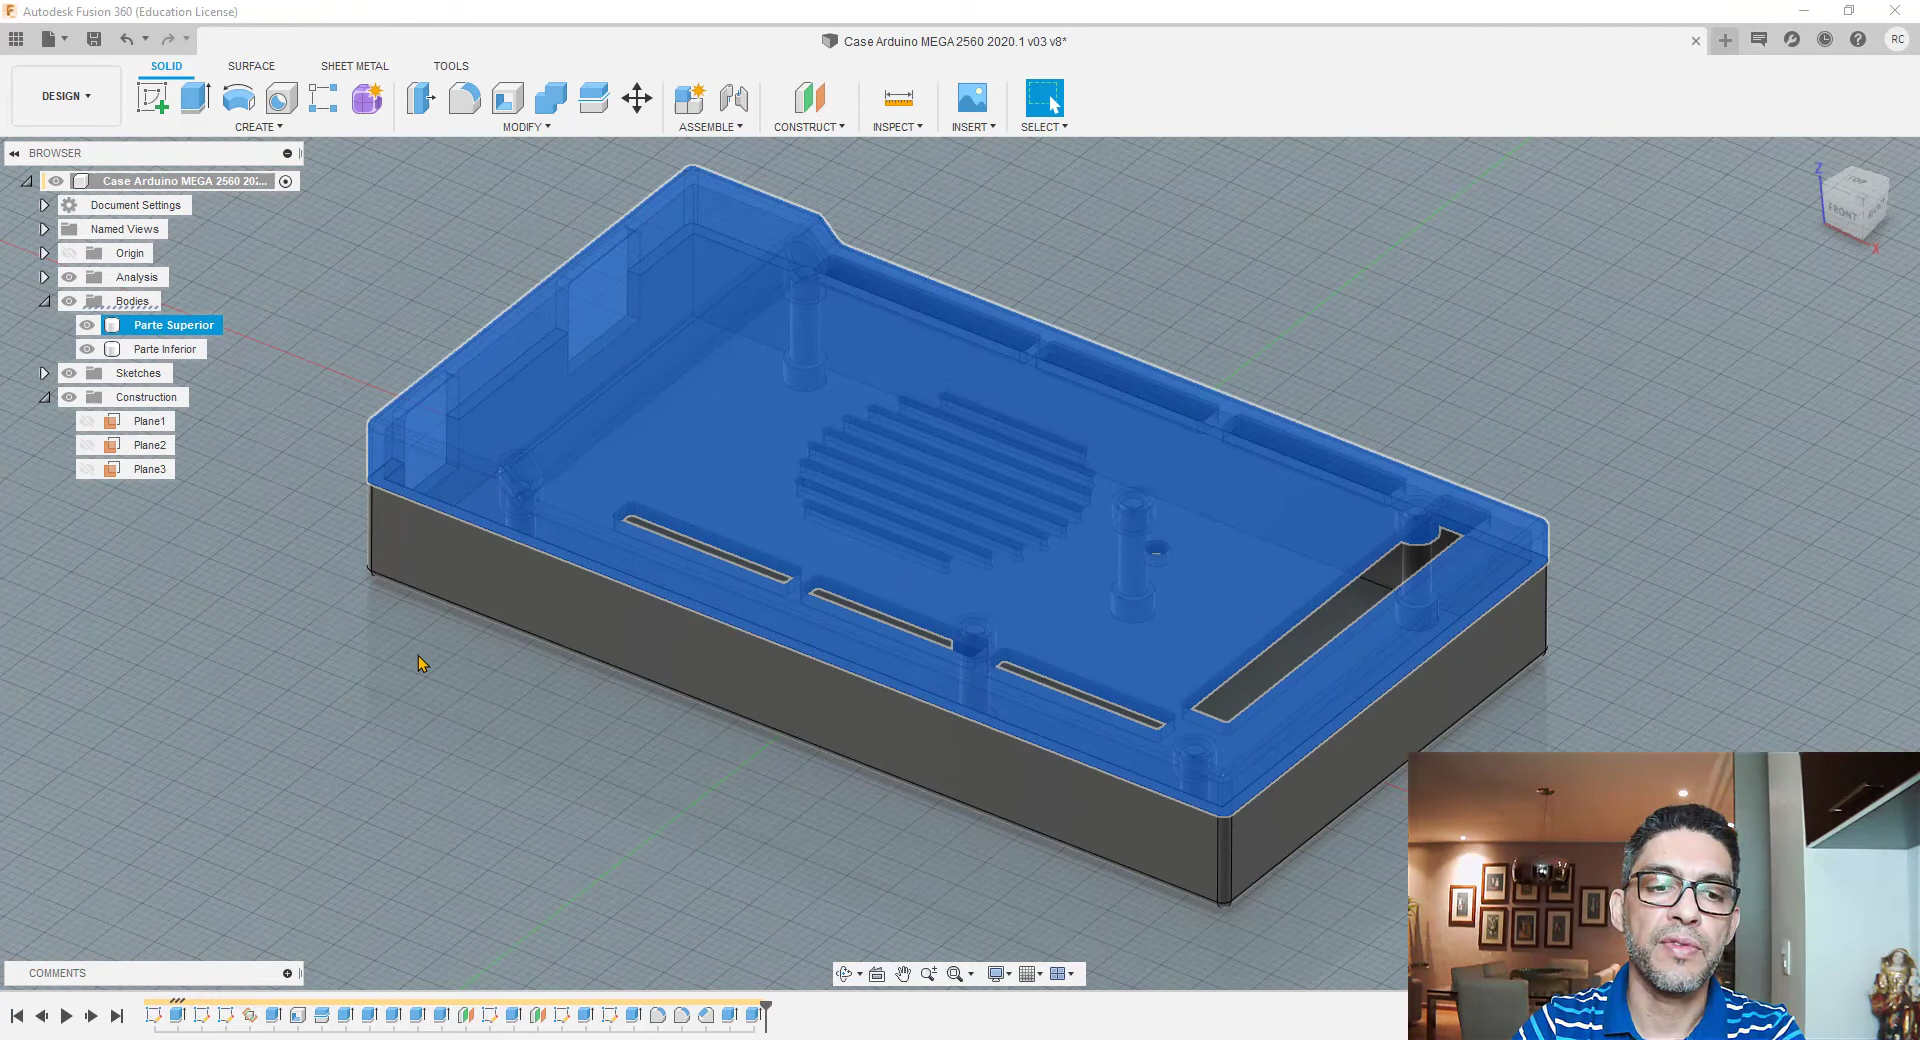 Autodesk Fusion 360 (Education License)
Case Arduino MEGA 2560 2020.1 v03 v8*
RC
DESIGN
SOLID
SURFACE
SHEET METAL
TOOLS
CREATE
MODIFY
ASSEMBLE
CONSTRUCT
INSPECT
INSERT
SELECT
BROWSER
Case Arduino MEGA 2560 202...
Document Settings
Named Views
Origin
Analysis
Bodies
Parte Superior
Parte Inferior
Sketches
Construction
Plane1
Plane2
Plane3
Z
TOP
FRONT
X
COMMENTS